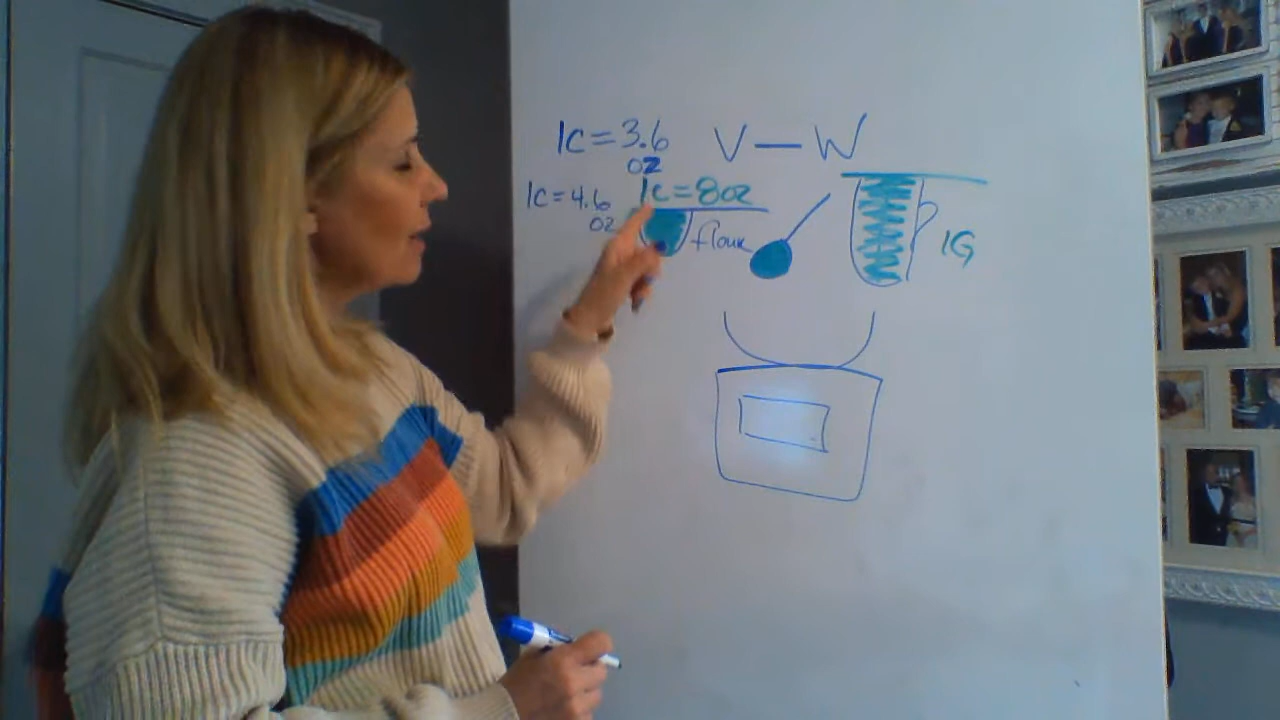 1c = 3.6 oz
V — W
1c = 4.6 oz
1c = 8oz
flour
1G